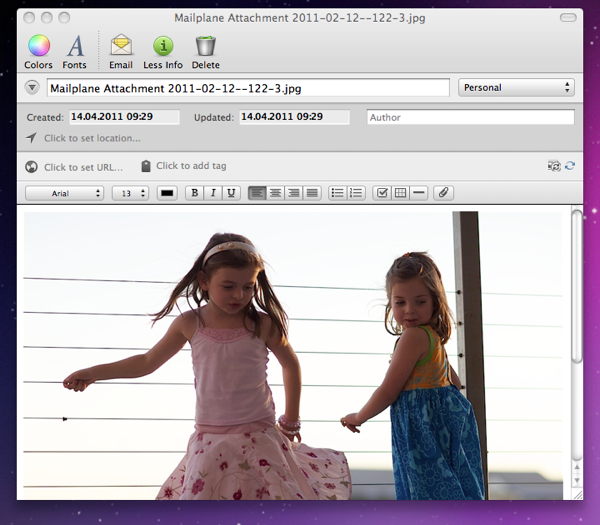 Mailplane Attachment 2011-02-12--122-3.jpg
Colors Fonts Email Less Info Delete
Mailplane Attachment 2011-02-12--122-3.jpg Personal
Created: 14.04.2011 09:29 Updated: 14.04.2011 09:29 Author
Click to set location...
Click to set URL... Click to add tag
Arial 13 B I U